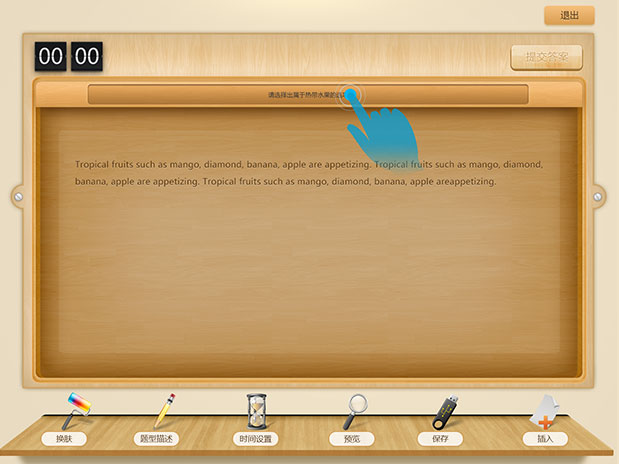 退出
00 00
提交答案
请选择出属于热带水果的
Tropical fruits such as mango, diamond, banana, apple are appetizing. Tropical fruits such as mango, diamond,
banana, apple are appetizing. Tropical fruits such as mango, diamond, banana, apple areappetizing.
换肤 题型描述 时间设置 预览 保存 插入